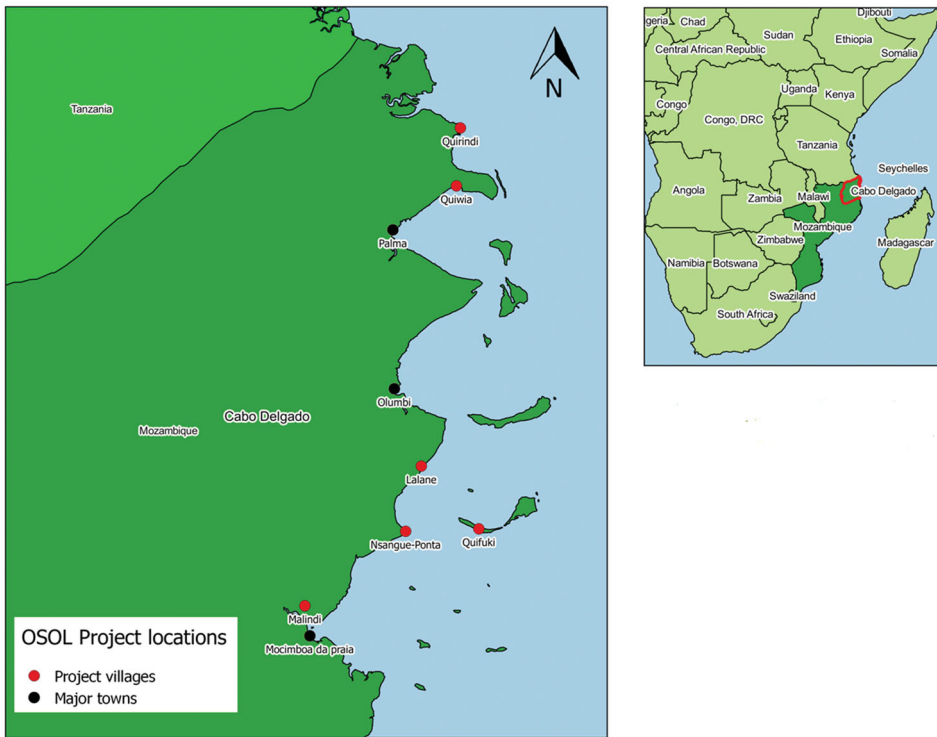 Tanzania
N
Quirindi
Quiwia
Palma
Olumbi
Cabo Delgado
Mozambique
Lalane
Nsangue-Ponta
Quifuki
Malindi
Mocimboa da praia
OSOL Project locations
Project villages
Major towns
Djibouti
geria
Chad
Sudan
Ethiopia
Central African Republic
Somalia
Uganda
Kenya
Congo
Congo, DRC
Tanzania
Seychelles
Angola
Zambia
Malawi
Cabo Delgado
Mozambique
Zimbabwe
Madagascar
Namibia
Botswana
Swaziland
South Africa